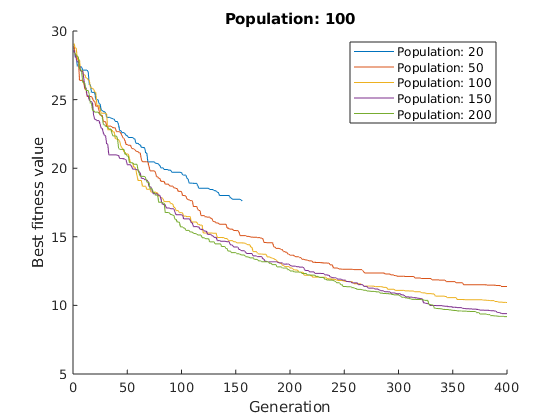 Population: 100
30
25
20
15
10
5
Best fitness value
0
50
100
150
200
250
300
350
400
Generation
Population: 20
Population: 50
Population: 100
Population: 150
Population: 200